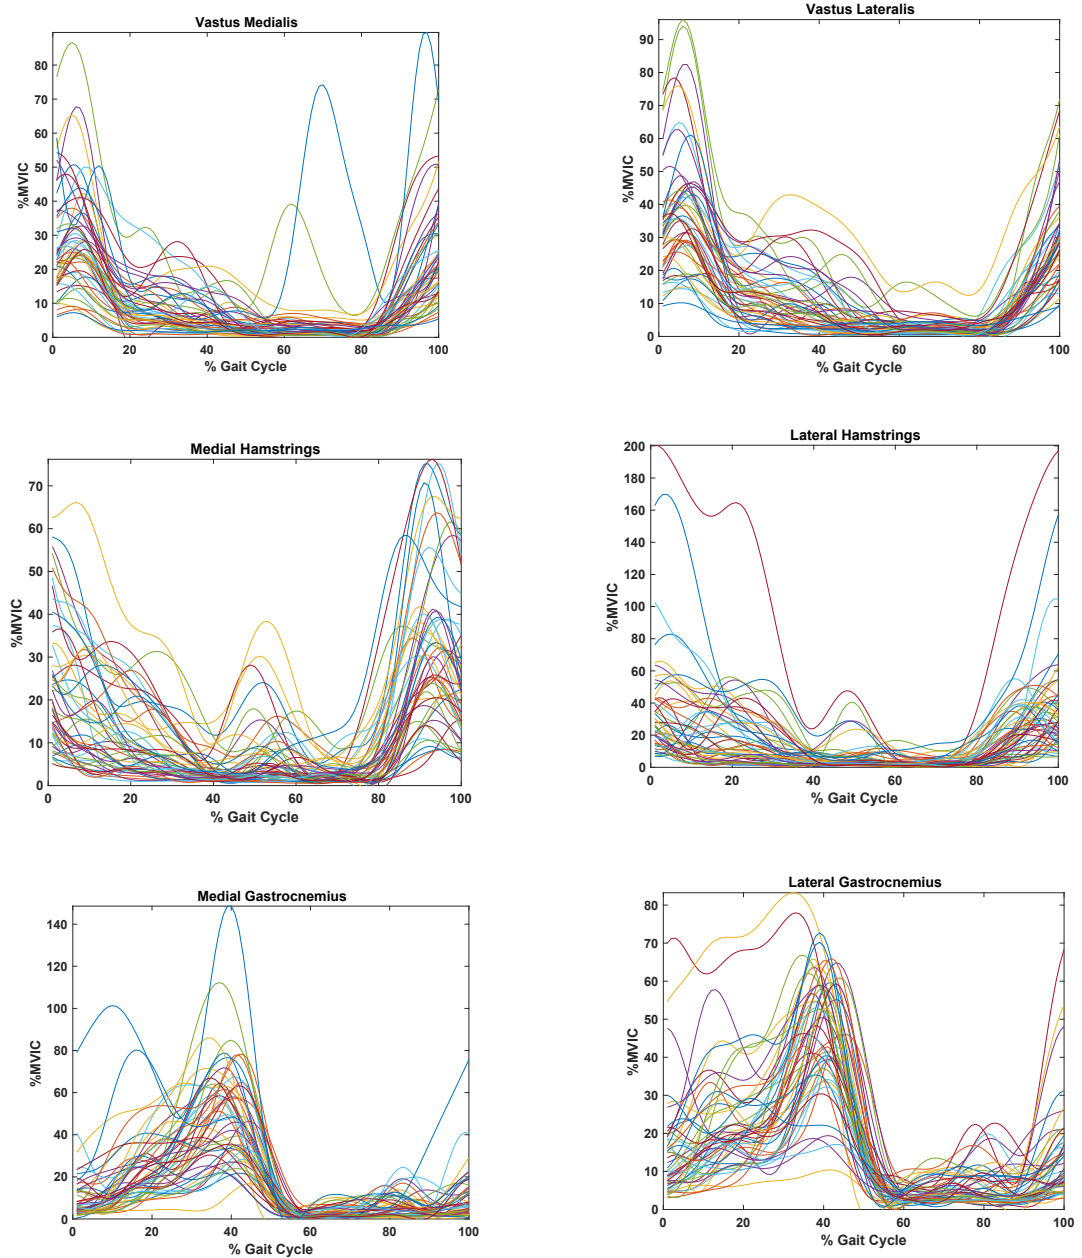 Vastus Medialis
%MVIC
80
70
60
50
40
30
20
10
0
0 20 40 60 80 100
% Gait Cycle
Vastus Lateralis
%MVIC
90
80
70
60
50
40
30
20
10
0
0 20 40 60 80 100
% Gait Cycle
Medial Hamstrings
%MVIC
70
60
50
40
30
20
10
0
0 20 40 60 80 100
% Gait Cycle
Lateral Hamstrings
%MVIC
200
180
160
140
120
100
80
60
40
20
0
0 20 40 60 80 100
% Gait Cycle
Medial Gastrocnemius
%MVIC
140
120
100
80
60
40
20
0
0 20 40 60 80 100
% Gait Cycle
Lateral Gastrocnemius
%MVIC
80
70
60
50
40
30
20
10
0
0 20 40 60 80 100
% Gait Cycle